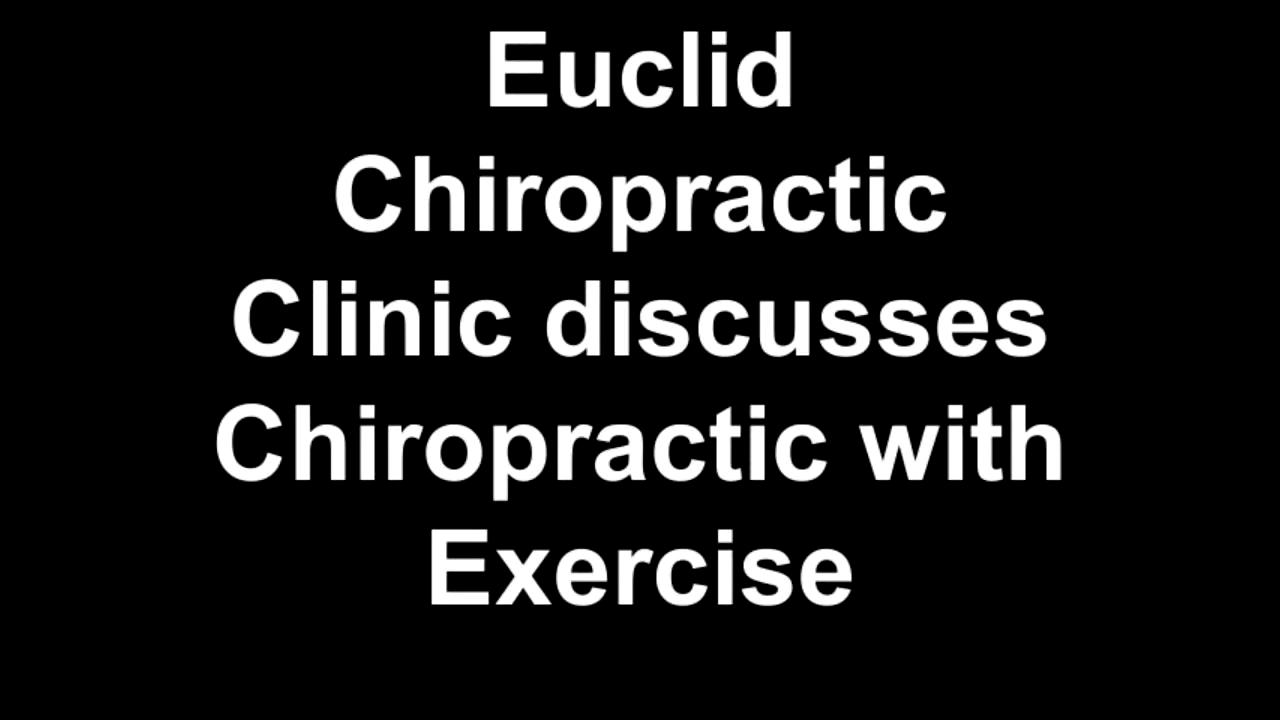 Euclid
Chiropractic
Clinic discusses
Chiropractic with
Exercise